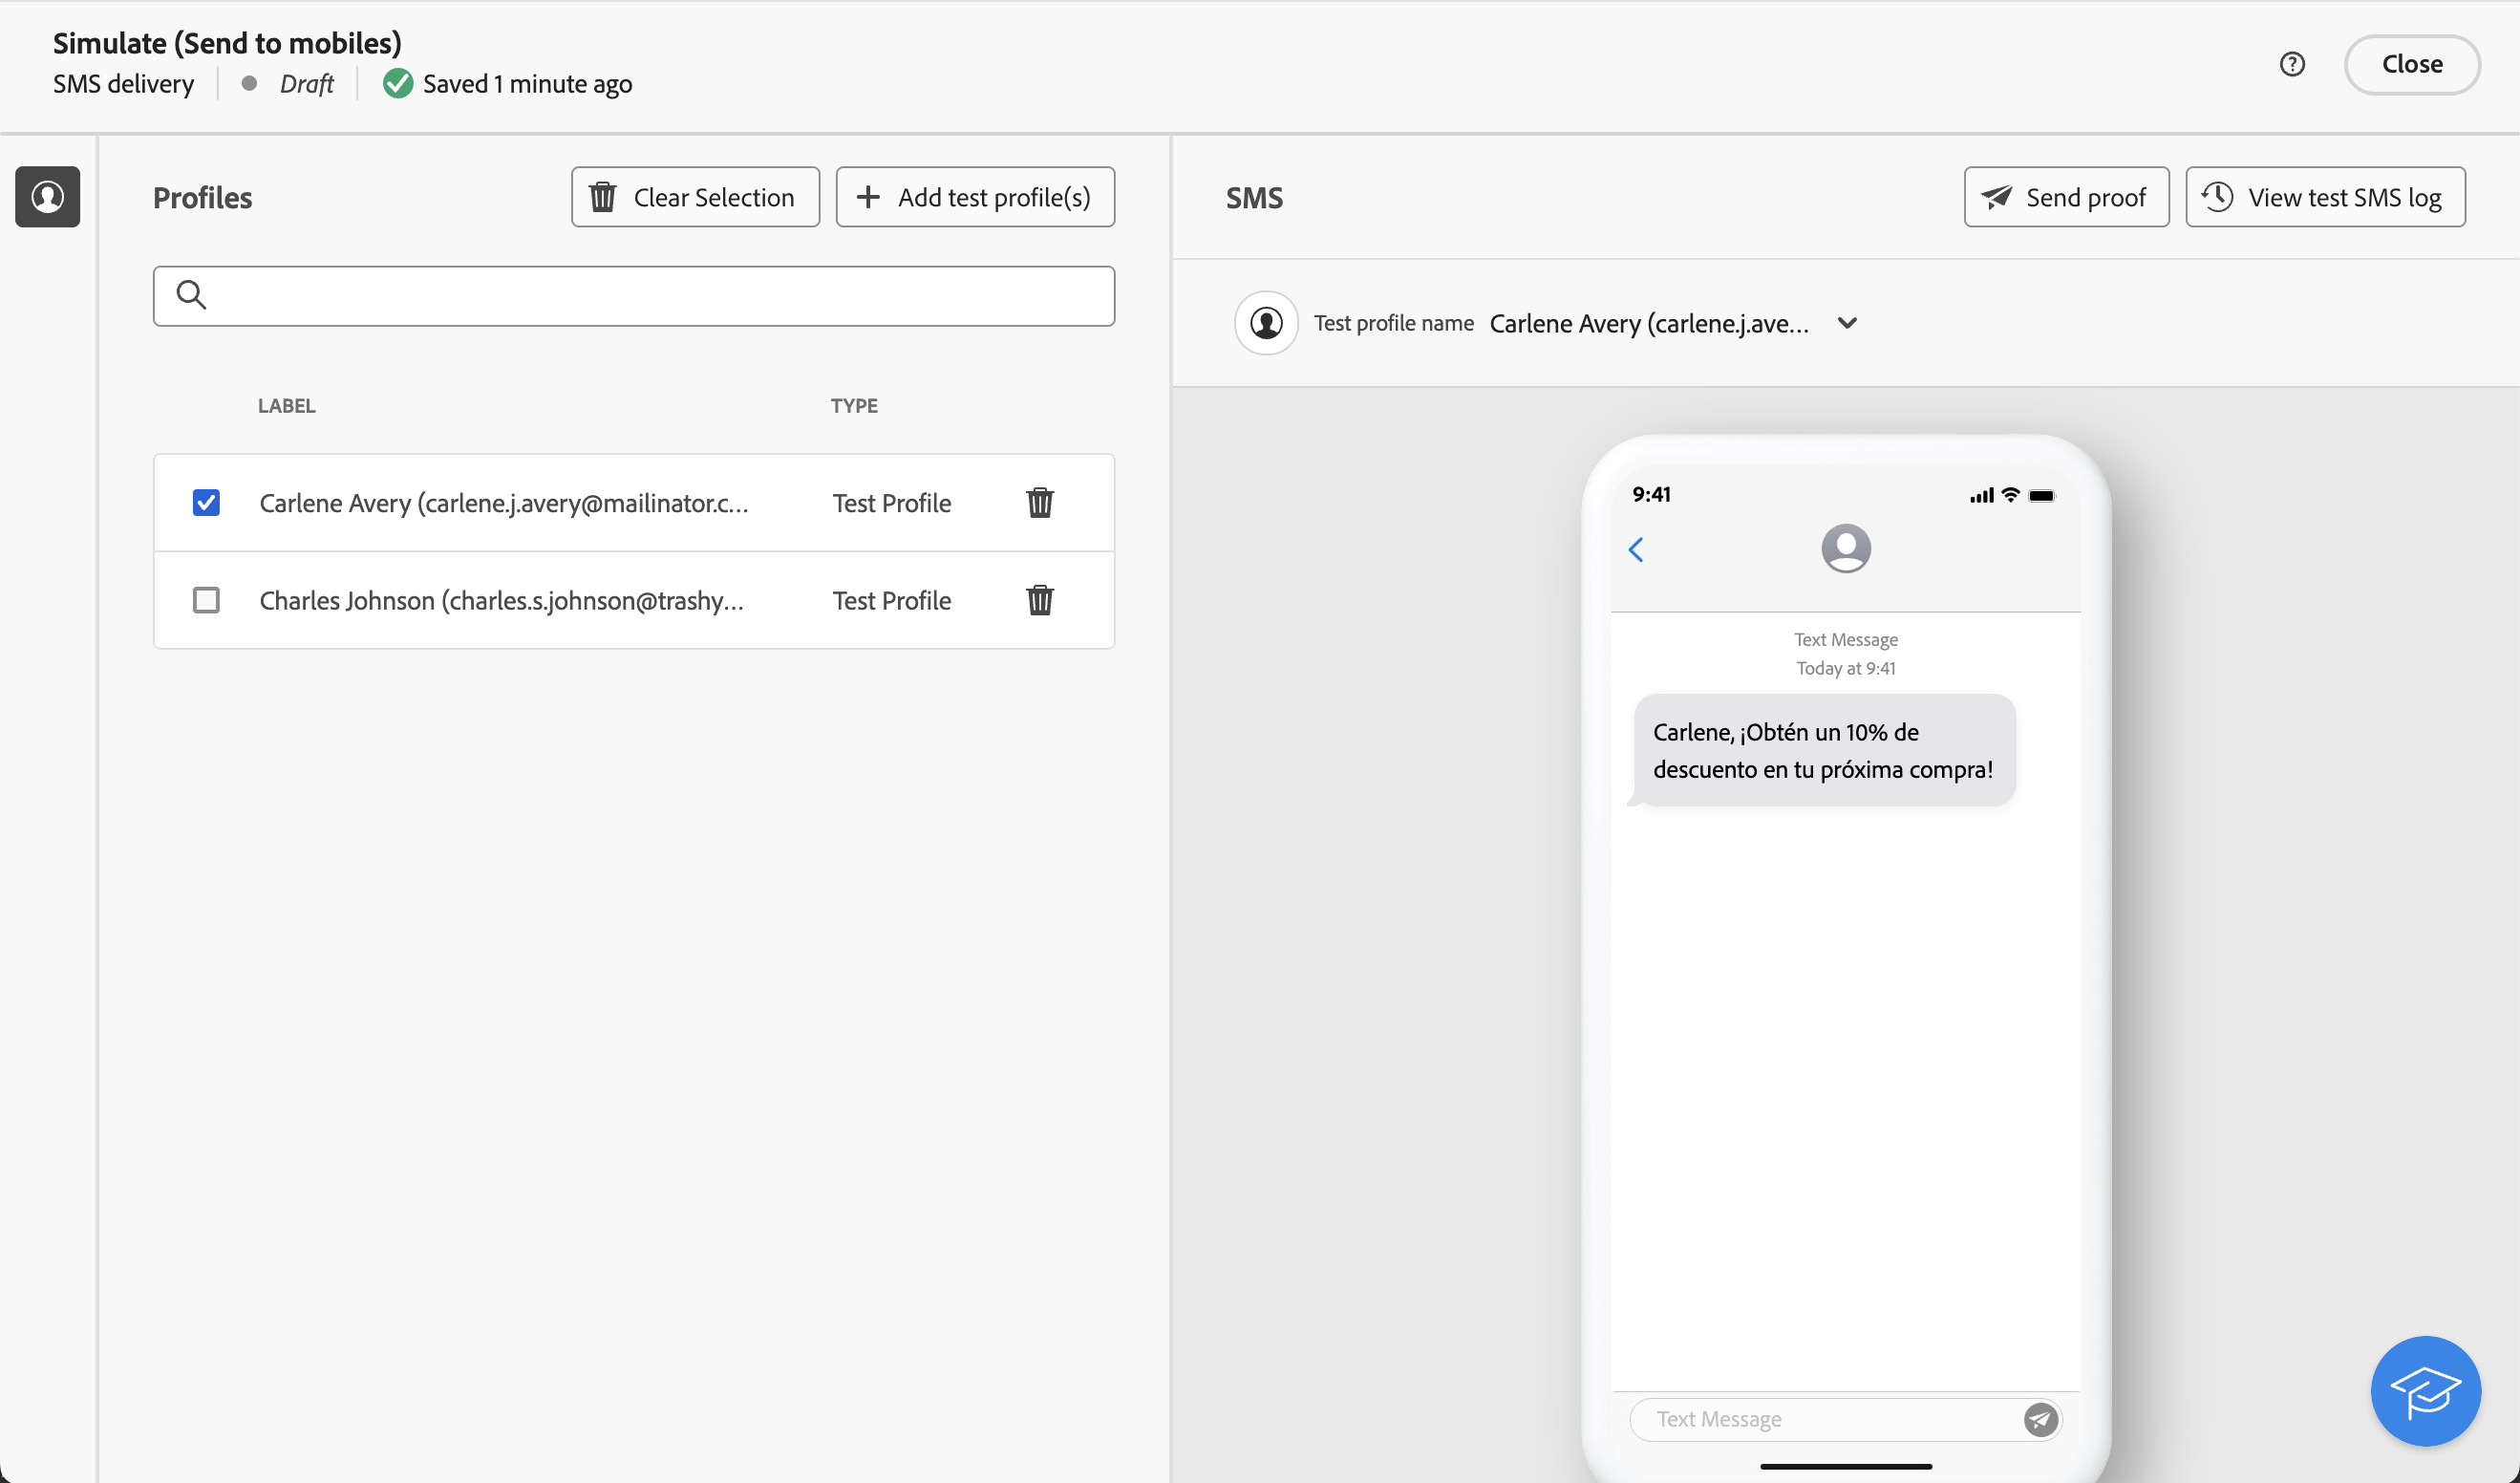 Simulate (Send to mobiles)
SMS delivery
Draft
Saved 1 minute ago
Close
Profiles
Clear Selection
Add test profile(s)
LABEL
TYPE
Carlene Avery (carlene.j.avery@mailinator.c...
Test Profile
Charles Johnson (charles.s.johnson@trashy...
Test Profile
SMS
Send proof
View test SMS log
Test profile name
Carlene Avery (carlene.j.ave...
9:41
Text Message
Today at 9:41
Carlene, ¡Obtén un 10% de
descuento en tu próxima compra!
Text Message